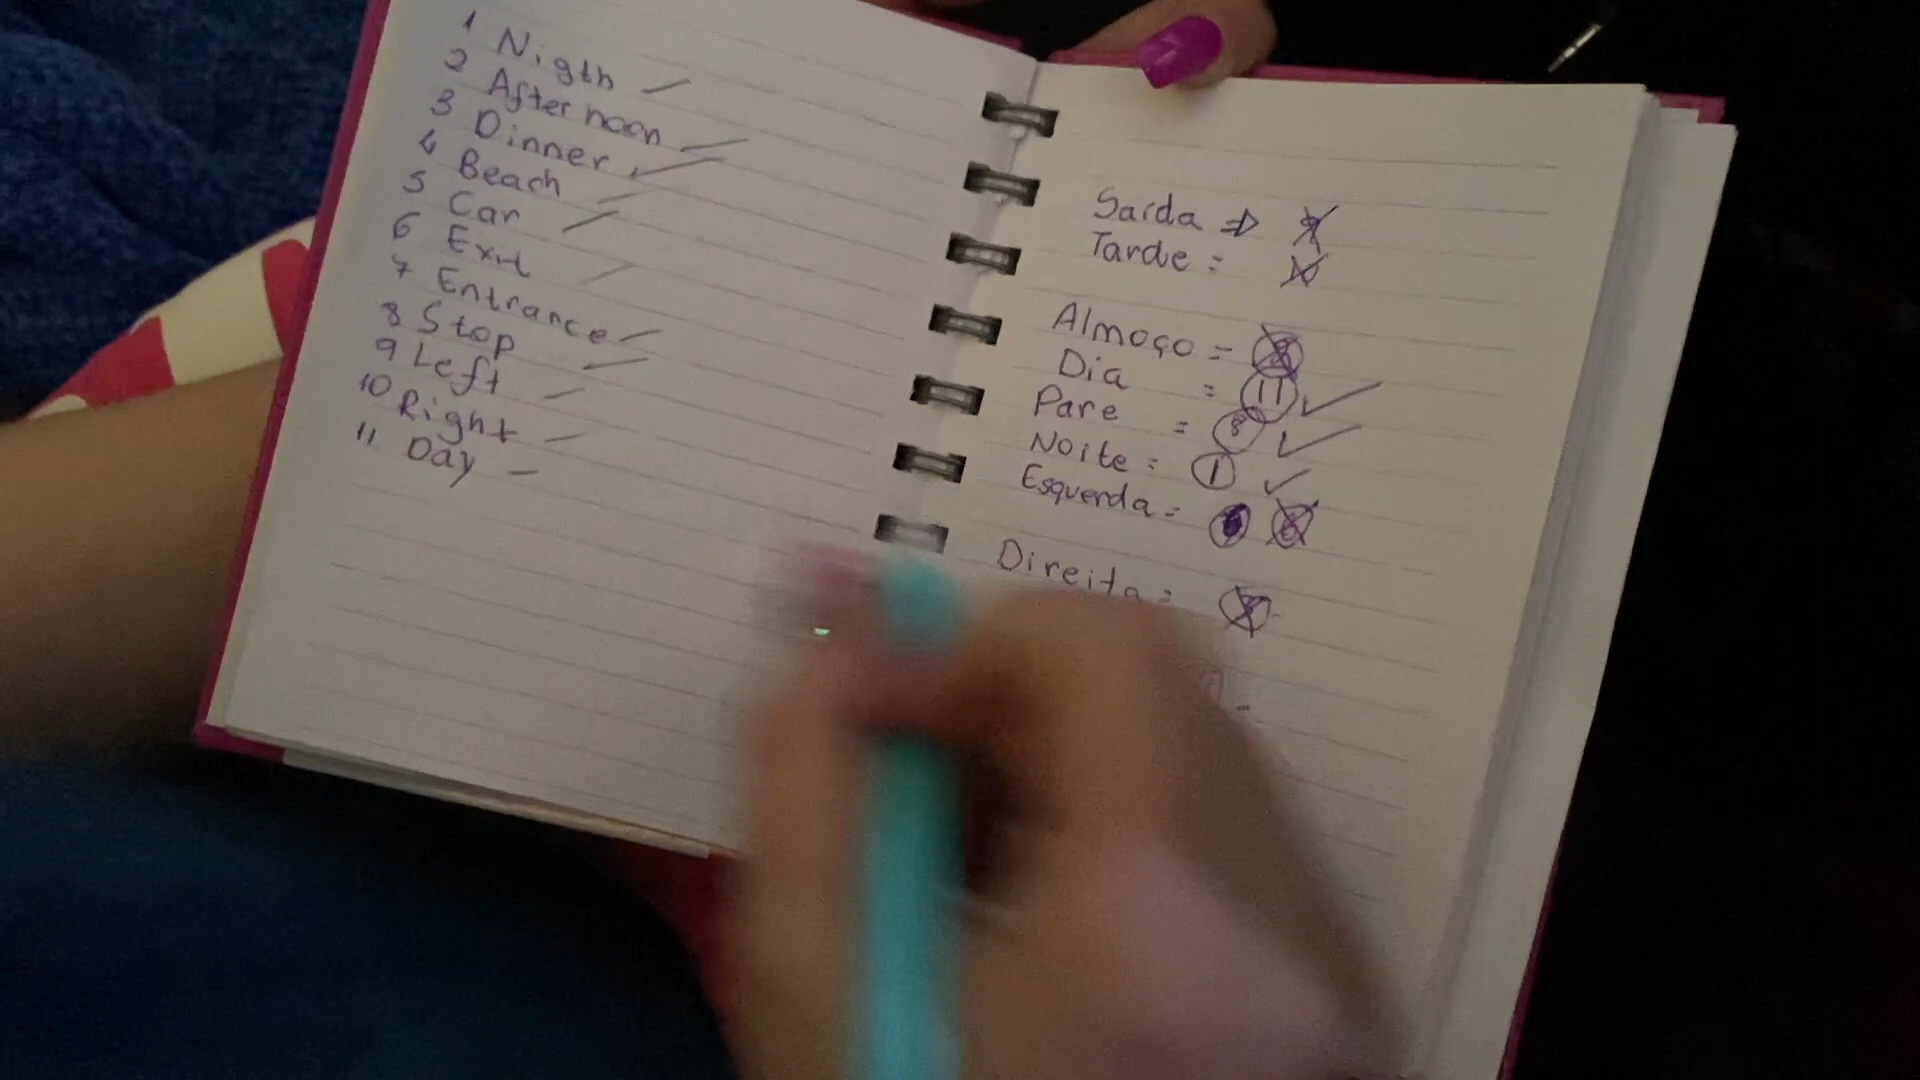 1 Nigth
2 After noon
3 Dinner
4 Beach
5 Car
6 Exit
7 Entrance
8 Stop
9 Left
10 Right
11 Day
Saída ⇒
Tarde :
Almoço =
Dia = 11
Pare = 8
Noite = 1
Esquerda =
Direita =